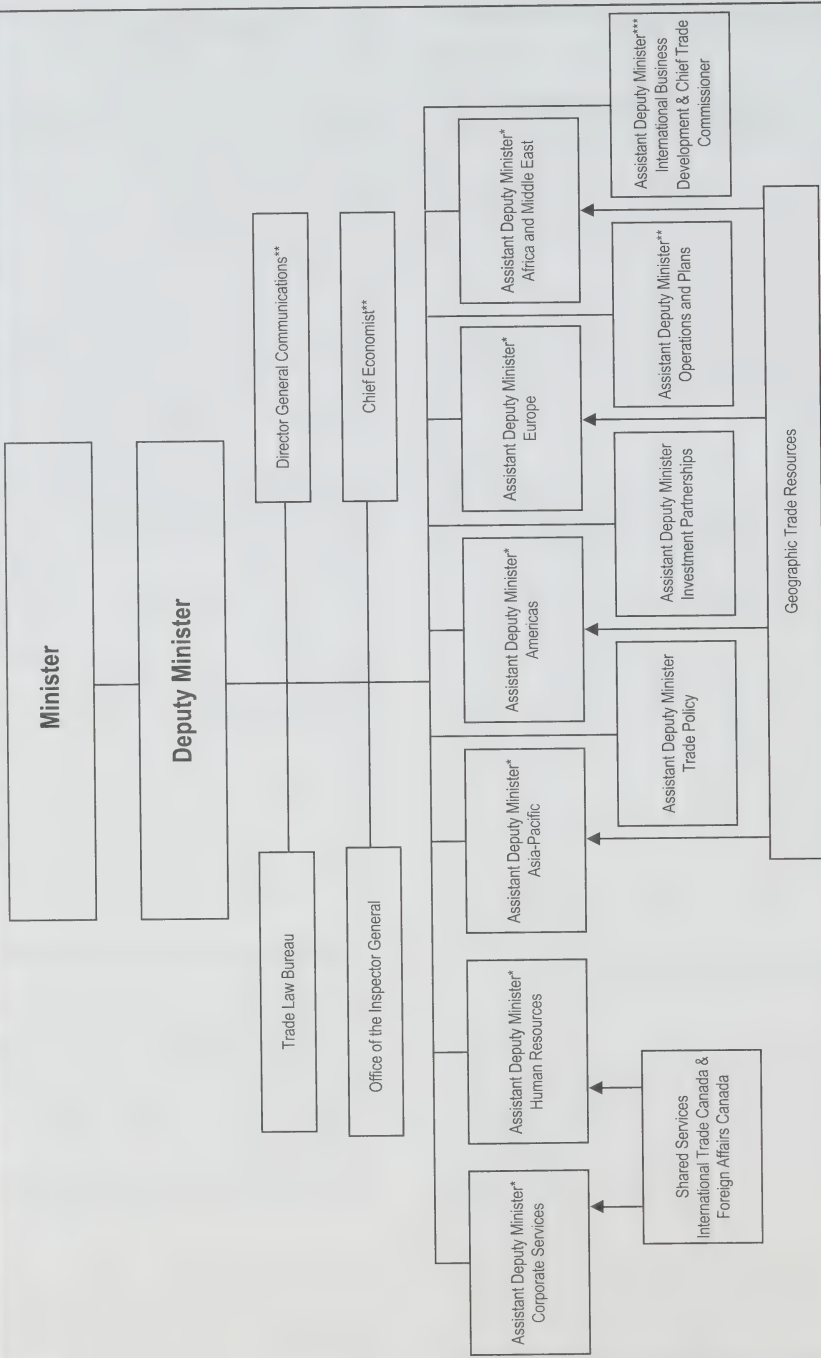 Minister
Deputy Minister
Trade Law Bureau
Director General Communications**
Office of the Inspector General
Chief Economist**
Assistant Deputy Minister*
Corporate Services
Assistant Deputy Minister*
Human Resources
Assistant Deputy Minister*
Asia-Pacific
Assistant Deputy Minister*
Americas
Assistant Deputy Minister*
Europe
Assistant Deputy Minister*
Africa and Middle East
Shared Services
International Trade Canada &
Foreign Affairs Canada
Assistant Deputy Minister
Trade Policy
Assistant Deputy Minister
Investment Partnerships
Assistant Deputy Minister**
Operations and Plans
Assistant Deputy Minister***
International Business
Development & Chief Trade
Commissioner
Geographic Trade Resources